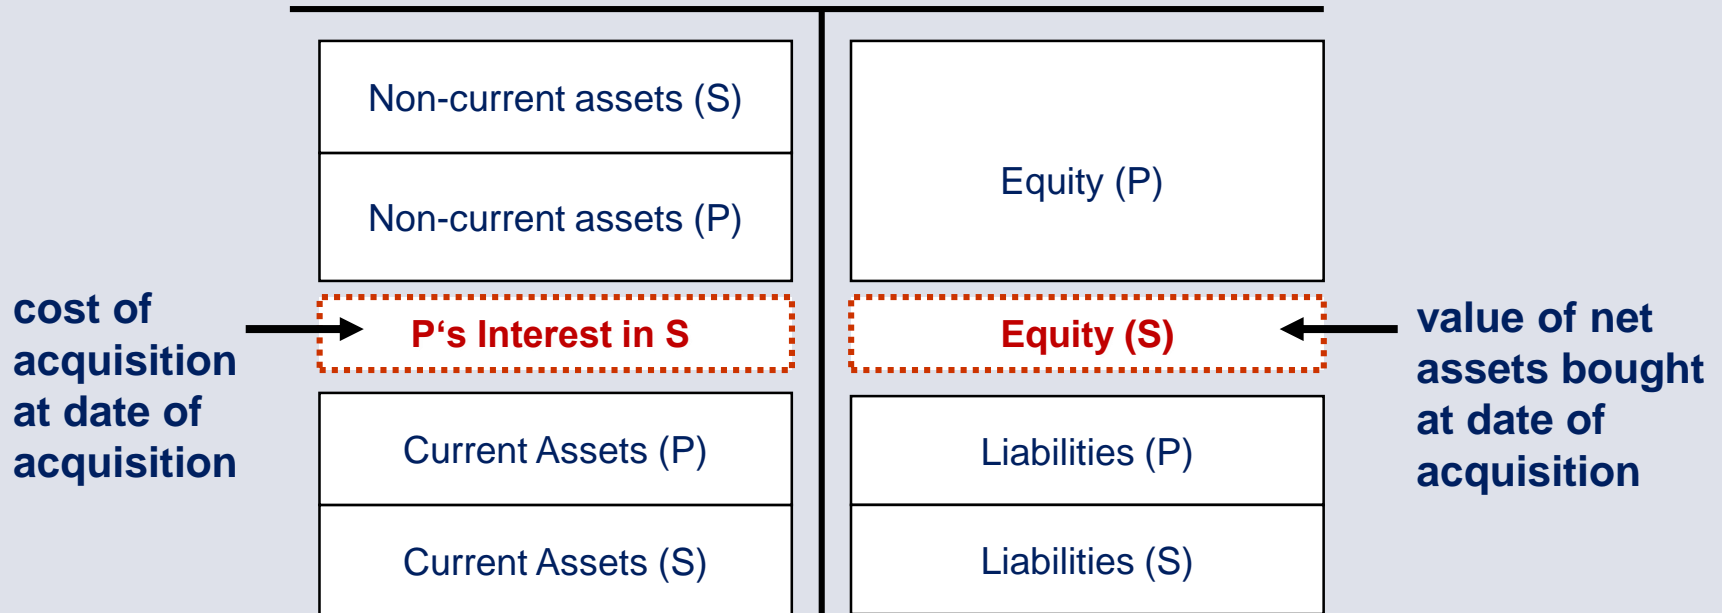 Non-current assets (S)
Non-current assets (P)
Equity (P)
cost of
acquisition
at date of
acquisition
P‘s Interest in S
Equity (S)
value of net
assets bought
at date of
acquisition
Current Assets (P)
Current Assets (S)
Liabilities (P)
Liabilities (S)